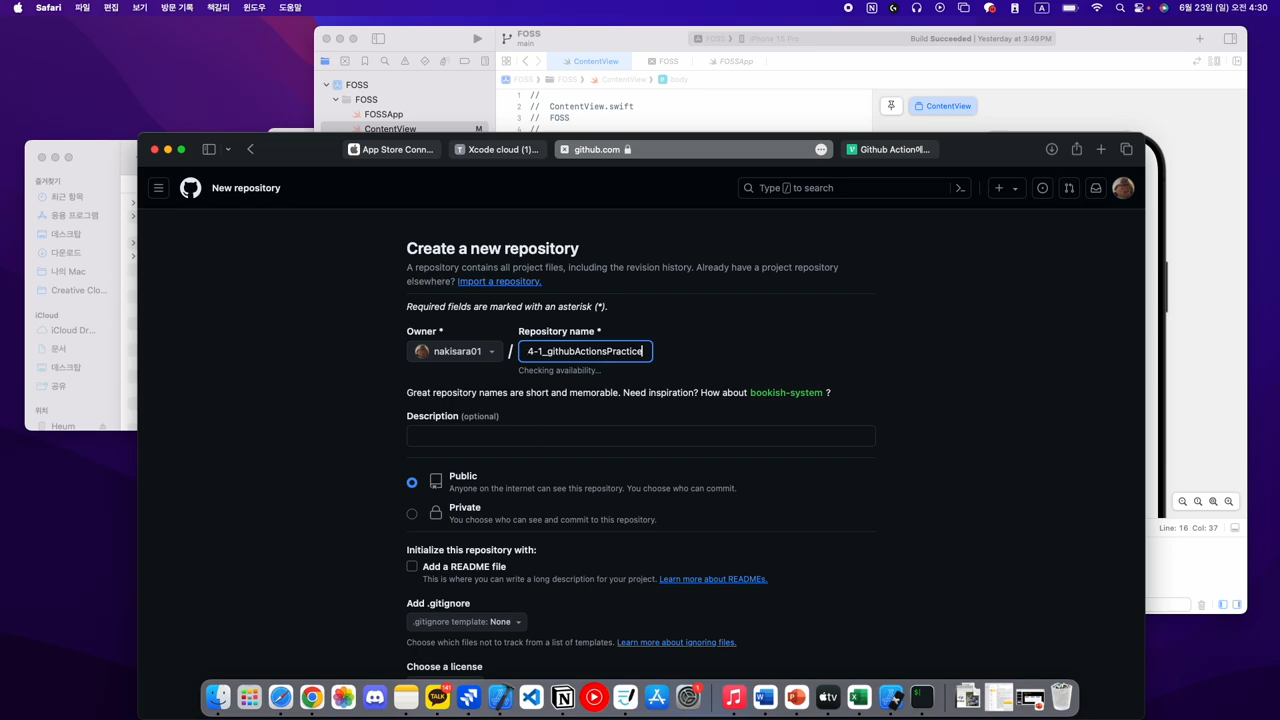 Safari 파일 편집 보기 방문 기록 책갈피 윈도우 도움말
A
6월 23일 (일) 오전 4:30
FOSS
main
FOSS 〉 iPhone 15 Pro
Build Succeeded | Yesterday at 3:49 PM
ContentView
FOSS
FOSSApp
FOSS 〉 FOSS 〉 ContentView 〉 body
FOSS
FOSS
FOSSApp
ContentView M
1 //
2 // ContentView.swift
3 // FOSS
4 //
ContentView
즐겨찾기
최근 항목
응용 프로그램
데스크탑
다운로드
나의 Mac
Creative Clo...
iCloud
iCloud Dr...
문서
데스크탑
공유
위치
Heum
App Store Conn...
T Xcode cloud (1)...
github.com
Github Action에...
New repository
Type / to search
Create a new repository
A repository contains all project files, including the revision history. Already have a project repository
elsewhere? Import a repository.
Required fields are marked with an asterisk (*).
Owner *
Repository name *
nakisara01
/
4-1_githubActionsPractice
Checking availability...
Great repository names are short and memorable. Need inspiration? How about bookish-system ?
Description (optional)
Public
Anyone on the internet can see this repository. You choose who can commit.
Private
You choose who can see and commit to this repository.
Initialize this repository with:
Add a README file
This is where you can write a long description for your project. Learn more about READMEs.
Add .gitignore
.gitignore template: None
Choose which files not to track from a list of templates. Learn more about ignoring files.
Choose a license
Line: 16 Col: 37
TALK
141
1
tv